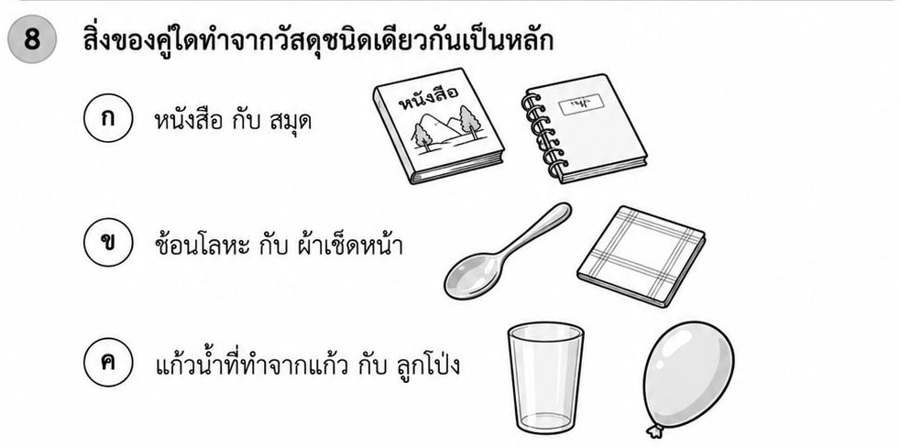 8 สิ่งของคู่ใดทำจากวัสดุชนิดเดียวกันเป็นหลัก
ก หนังสือ กับ สมุด
หนังสือ
ข ช้อนโลหะ กับ ผ้าเช็ดหน้า
ค แก้วน้ำที่ทำจากแก้ว กับ ลูกโป่ง